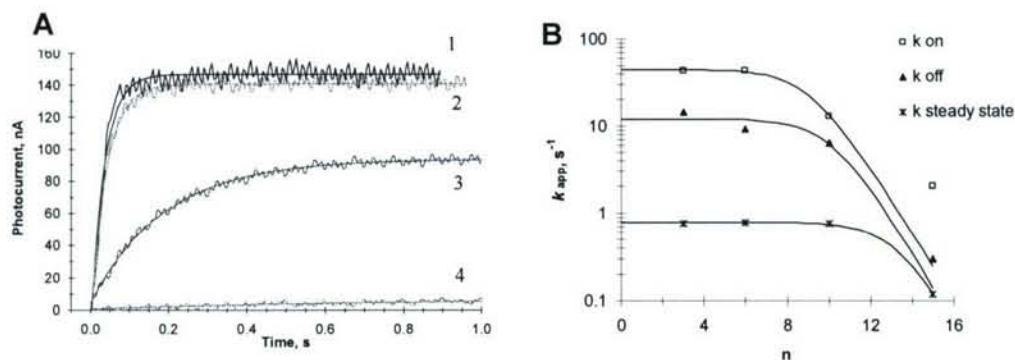 A
160
140
120
100
80
60
40
20
0
Photocurrent, nA
0.0 0.2 0.4 0.6 0.8 1.0
Time, s
1
2
3
4
B
100
10
1
0.1
k app, s⁻¹
0 4 8 12 16
n
k on
k off
k steady state